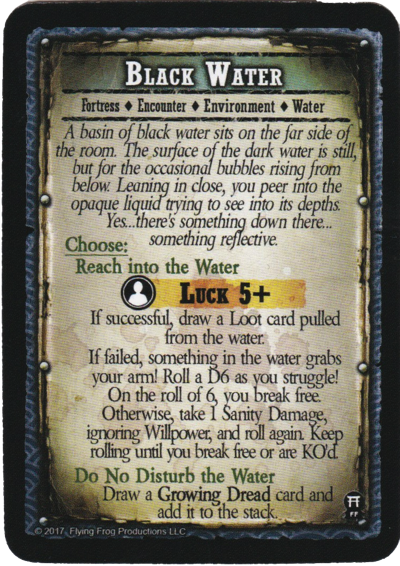 Black Water
Fortress ♦ Encounter ♦ Environment ♦ Water
A basin of black water sits on the far side of
the room. The surface of the dark water is still,
but for the occasional bubbles rising from
below. Leaning in close, you peer into the
opaque liquid trying to see into its depths.
Yes...there's something down there...
something reflective.
Choose:
Reach into the Water
Luck 5+
If successful, draw a Loot card pulled
from the water.
If failed, something in the water grabs
your arm! Roll a D6 as you struggle!
On the roll of 6, you break free.
Otherwise, take 1 Sanity Damage,
ignoring Willpower, and roll again. Keep
rolling until you break free or are KO'd.
Do No Disturb the Water
Draw a Growing Dread card and
add it to the stack.
© 2017 Flying Frog Productions LLC